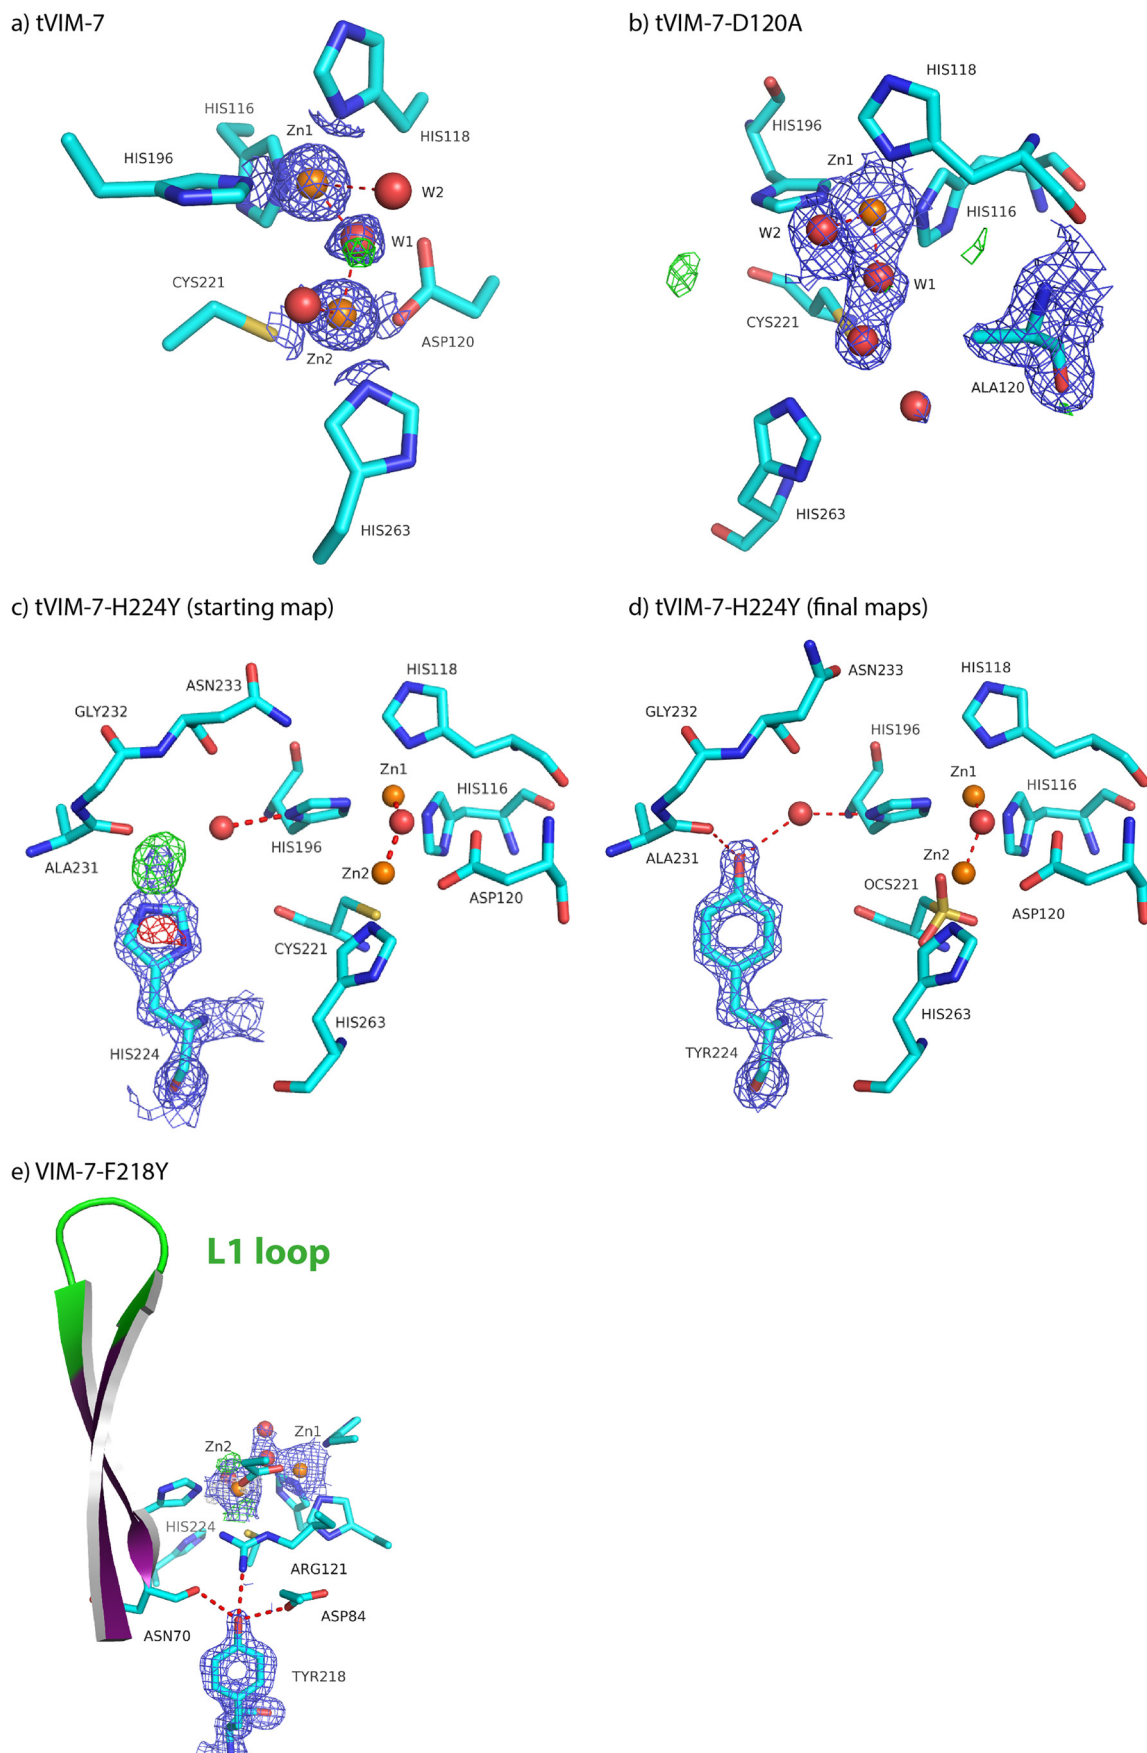 a) tVIM-7
b) tVIM-7-D120A
HIS118
HIS116
HIS196
Zn1
HIS118
HIS196
Zn1
W2
HIS116
W2
W1
CYS221
W1
CYS221
ASP120
Zn2
ALA120
HIS263
HIS263
c) tVIM-7-H224Y (starting map)
d) tVIM-7-H224Y (final maps)
HIS118
ASN233
GLY232
Zn1
HIS116
ALA231
HIS196
Zn2
ASP120
CYS221
HIS263
HIS224
ASN233
HIS118
GLY232
HIS196
Zn1
HIS116
ALA231
Zn2
OCS221
ASP120
HIS263
TYR224
e) VIM-7-F218Y
L1 loop
Zn1
Zn2
HIS224
ARG121
ASP84
ASN70
TYR218